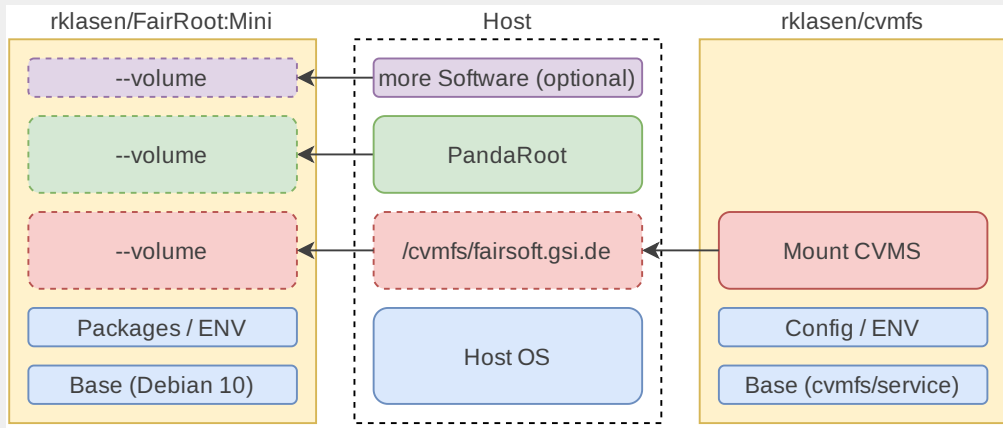 rklasen/FairRoot:Mini
Host
rklasen/cvmfs
--volume
more Software (optional)
--volume
PandaRoot
--volume
/cvmfs/fairsoft.gsi.de
Mount CVMS
Packages / ENV
Host OS
Config / ENV
Base (Debian 10)
Base (cvmfs/service)